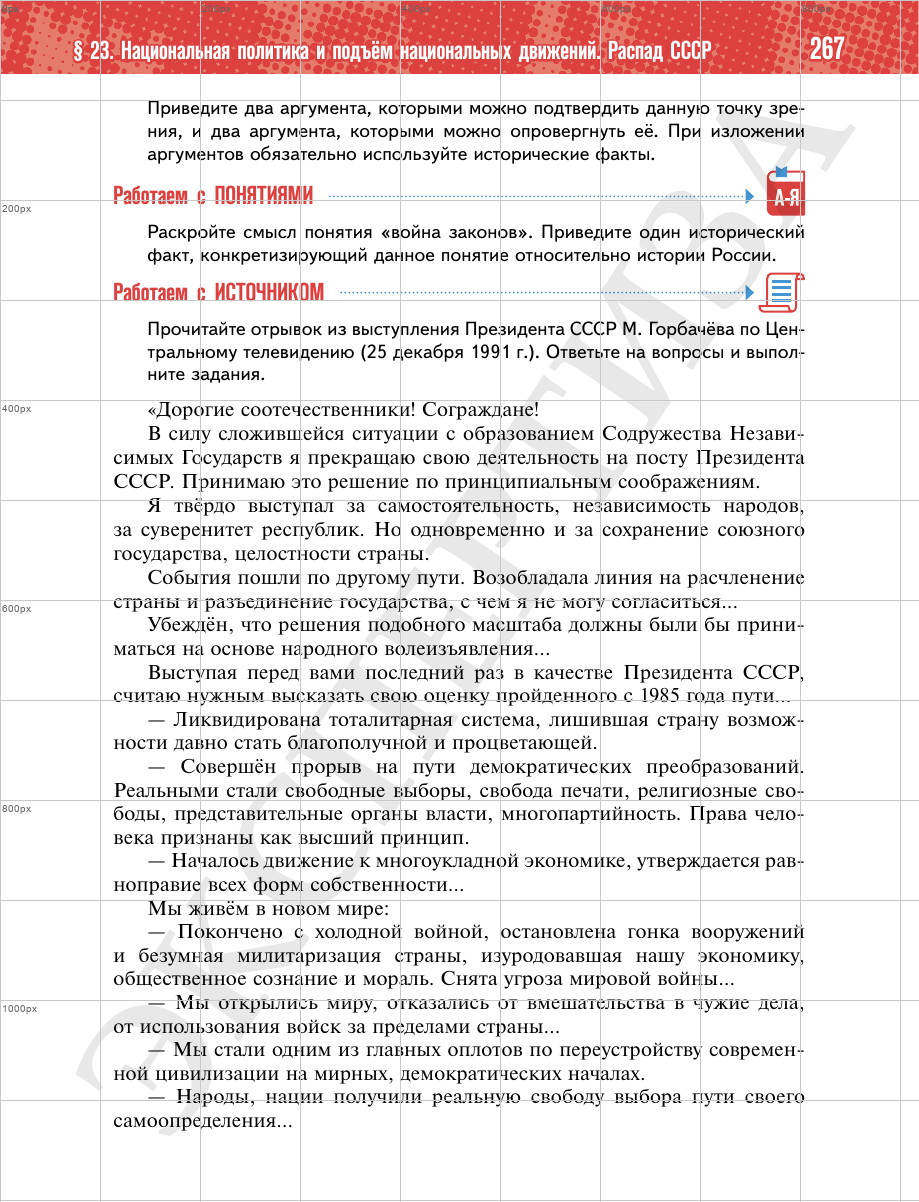 § 23. Национальная политика и подъём национальных движений. Распад СССР 267
Приведите два аргумента, которыми можно подтвердить данную точку зре-
ния, и два аргумента, которыми можно опровергнуть её. При изложении
аргументов обязательно используйте исторические факты.
Работаем с ПОНЯТИЯМИ
А-Я
200px
Раскройте смысл понятия «война законов». Приведите один исторический
факт, конкретизирующий данное понятие относительно истории России.
Работаем с ИСТОЧНИКОМ
Прочитайте отрывок из выступления Президента СССР М. Горбачёва по Цен-
тральному телевидению (25 декабря 1991 г.). Ответьте на вопросы и выпол-
ните задания.
400px
«Дорогие соотечественники! Сограждане!
В силу сложившейся ситуации с образованием Содружества Незави-
симых Государств я прекращаю свою деятельность на посту Президента
СССР. Принимаю это решение по принципиальным соображениям.
Я твёрдо выступал за самостоятельность, независимость народов,
за суверенитет республик. Но одновременно и за сохранение союзного
государства, целостности страны.
События пошли по другому пути. Возобладала линия на расчленение
страны и разъединение государства, с чем я не могу согласиться...
600px
Убеждён, что решения подобного масштаба должны были бы прини-
маться на основе народного волеизъявления...
Выступая перед вами последний раз в качестве Президента СССР,
считаю нужным высказать свою оценку пройденного с 1985 года пути...
— Ликвидирована тоталитарная система, лишившая страну возмож-
ности давно стать благополучной и процветающей.
— Совершён прорыв на пути демократических преобразований.
Реальными стали свободные выборы, свобода печати, религиозные сво-
800px
боды, представительные органы власти, многопартийность. Права чело-
века признаны как высший принцип.
— Началось движение к многоукладной экономике, утверждается рав-
ноправие всех форм собственности...
Мы живём в новом мире:
— Покончено с холодной войной, остановлена гонка вооружений
и безумная милитаризация страны, изуродовавшая нашу экономику,
общественное сознание и мораль. Снята угроза мировой войны...
— Мы открылись миру, отказались от вмешательства в чужие дела,
1000px
от использования войск за пределами страны...
— Мы стали одним из главных оплотов по переустройству современ-
ной цивилизации на мирных, демократических началах.
— Народы, нации получили реальную свободу выбора пути своего
самоопределения...
ЭКСПЕРТИЗА